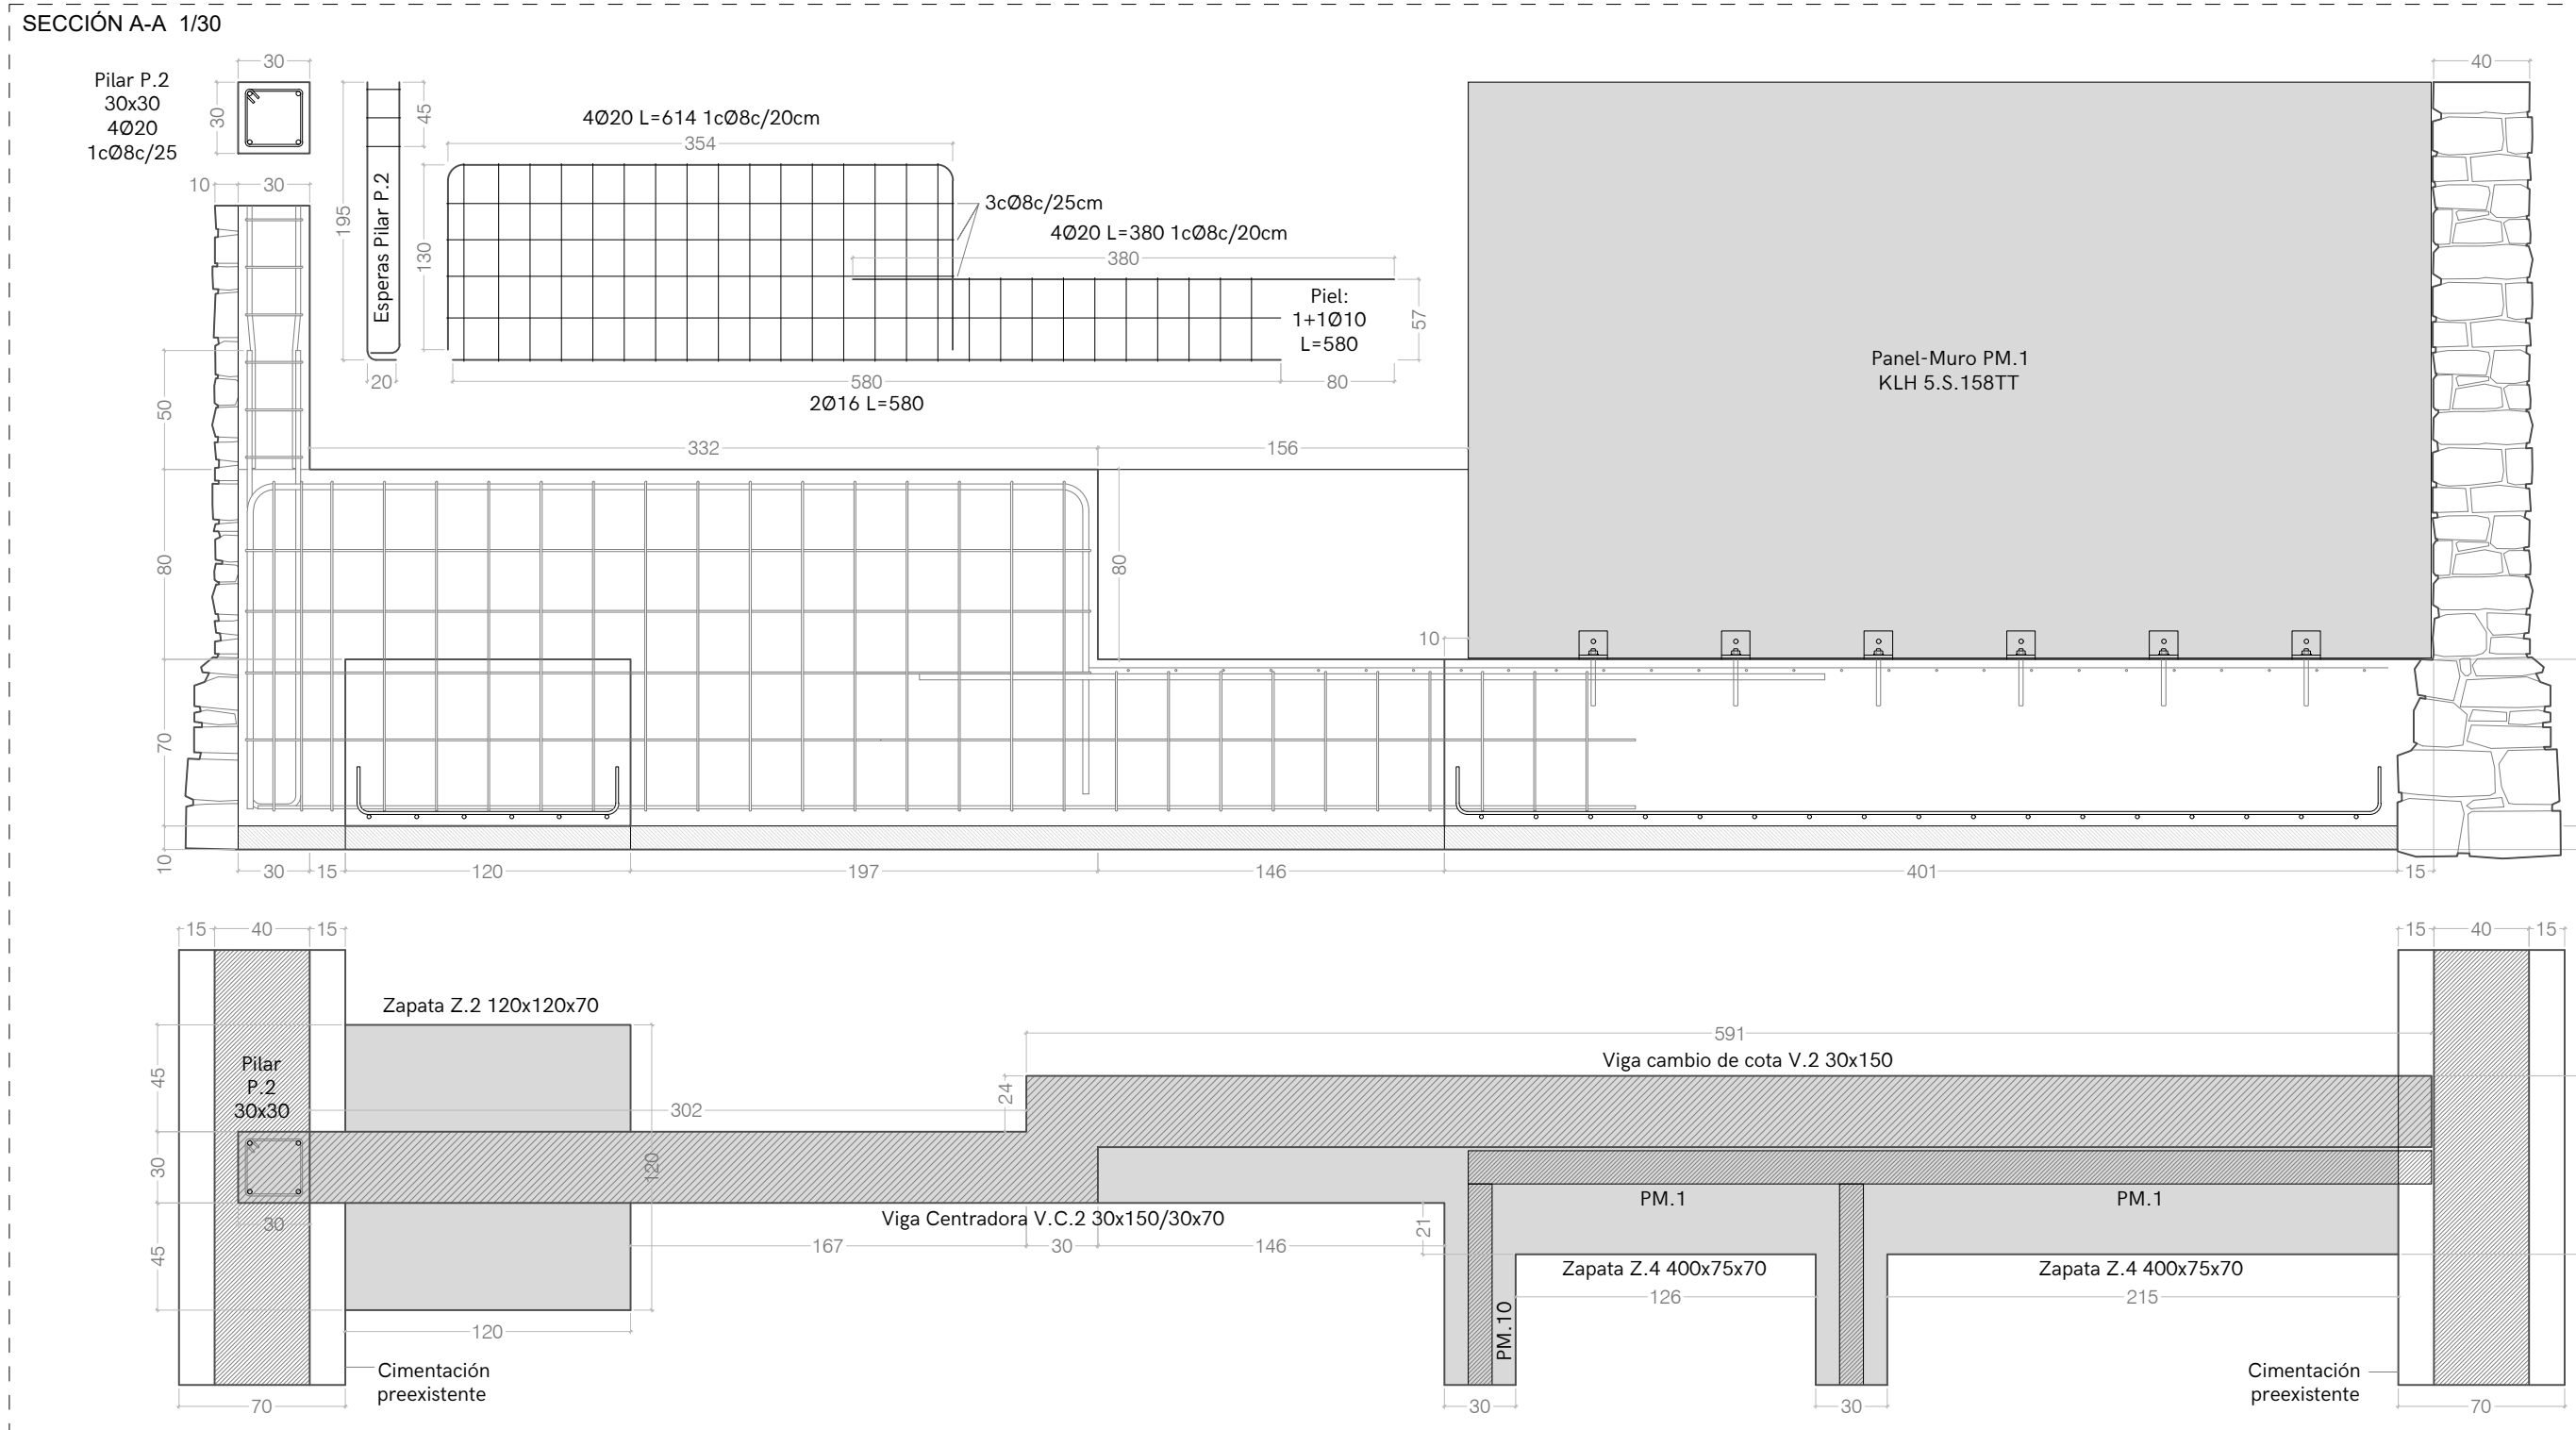 SECCIÓN A-A 1/30
Pilar P.2
30x30
4Ø20
1cØ8c/25
30
30
10
30
195
Esperas Pilar P.2
45
20
4Ø20 L=614 1cØ8c/20cm
354
130
3cØ8c/25cm
4Ø20 L=380 1cØ8c/20cm
380
Piel:
1+1Ø10
L=580
57
580
80
2Ø16 L=580
40
Panel-Muro PM.1
KLH 5.S.158TT
332
156
50
80
70
10
80
10
30
15
120
197
146
401
15
15
40
15
15
40
15
Zapata Z.2 120x120x70
591
Viga cambio de cota V.2 30x150
Pilar
P.2
30x30
45
30
45
302
24
120
30
PM.1
PM.1
Viga Centradora V.C.2 30x150/30x70
167
30
146
21
Zapata Z.4 400x75x70
Zapata Z.4 400x75x70
126
215
PM.10
120
Cimentación
preexistente
Cimentación
preexistente
70
30
30
70